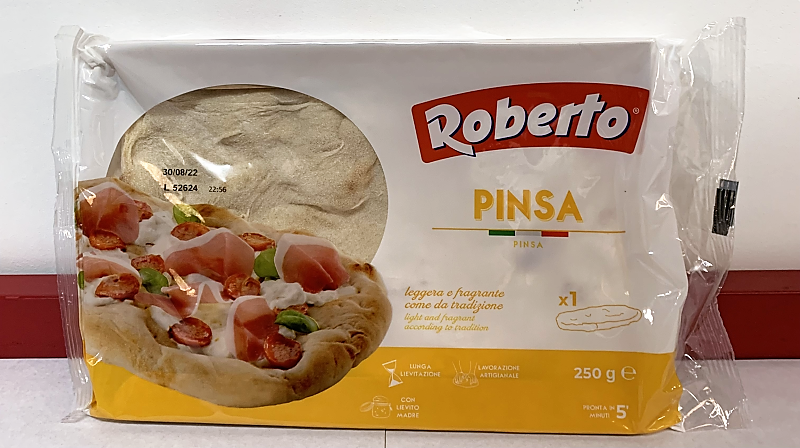 Roberto®
30/08/22
L. 52624 22:56
PINSA
PINSA
leggera e fragrante
come da tradizione
light and fragrant
according to tradition
x1
LUNGA
LIEVITAZIONE
LAVORAZIONE
ARTIGIANALE
250 g ℮
CON
LIEVITO
MADRE
PRONTA IN
MINUTI 5'